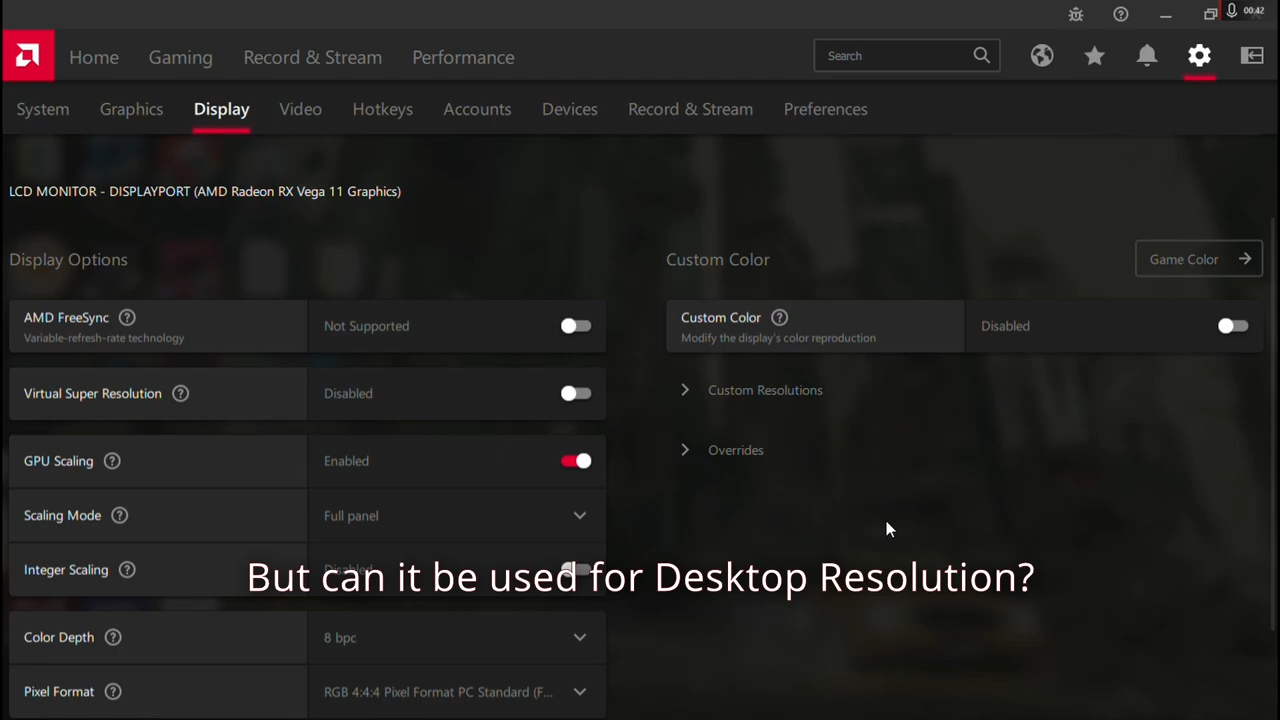 00:42
Home Gaming Record & Stream Performance Search
System Graphics Display Video Hotkeys Accounts Devices Record & Stream Preferences
LCD MONITOR - DISPLAYPORT (AMD Radeon RX Vega 11 Graphics)
Display Options
AMD FreeSync
Variable-refresh-rate technology
Not Supported
Virtual Super Resolution
Disabled
GPU Scaling
Enabled
Scaling Mode
Full panel
Integer Scaling
Disabled
Color Depth
8 bpc
Pixel Format
RGB 4:4:4 Pixel Format PC Standard (F...
Custom Color
Game Color
Custom Color
Modify the display's color reproduction
Disabled
Custom Resolutions
Overrides
But can it be used for Desktop Resolution?